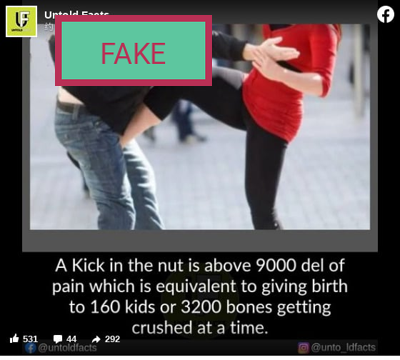 Untold Facts
FAKE
A Kick in the nut is above 9000 del of
pain which is equivalent to giving birth
to 160 kids or 3200 bones getting
crushed at a time.
531 44 292
@untoldfacts @unto_ldfacts